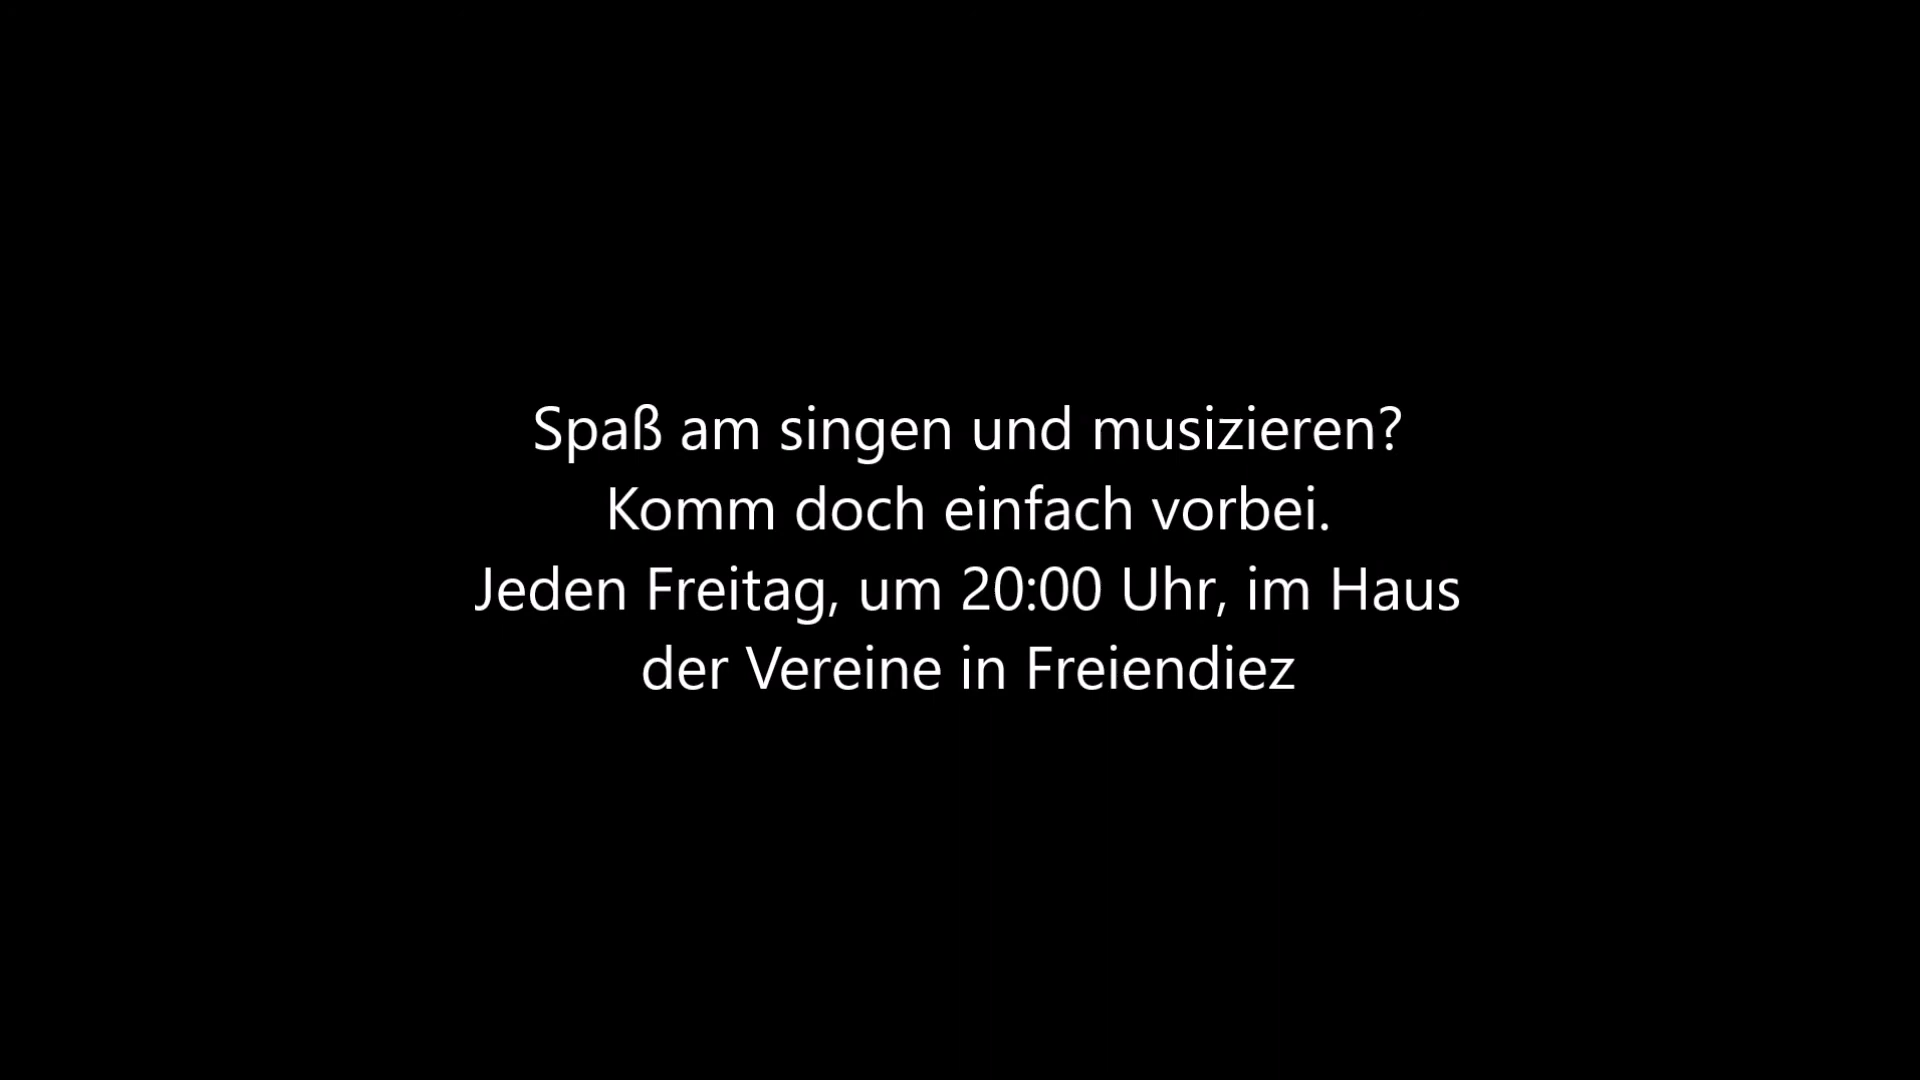 Spaß am singen und musizieren?
Komm doch einfach vorbei.
Jeden Freitag, um 20:00 Uhr, im Haus
der Vereine in Freiendiez